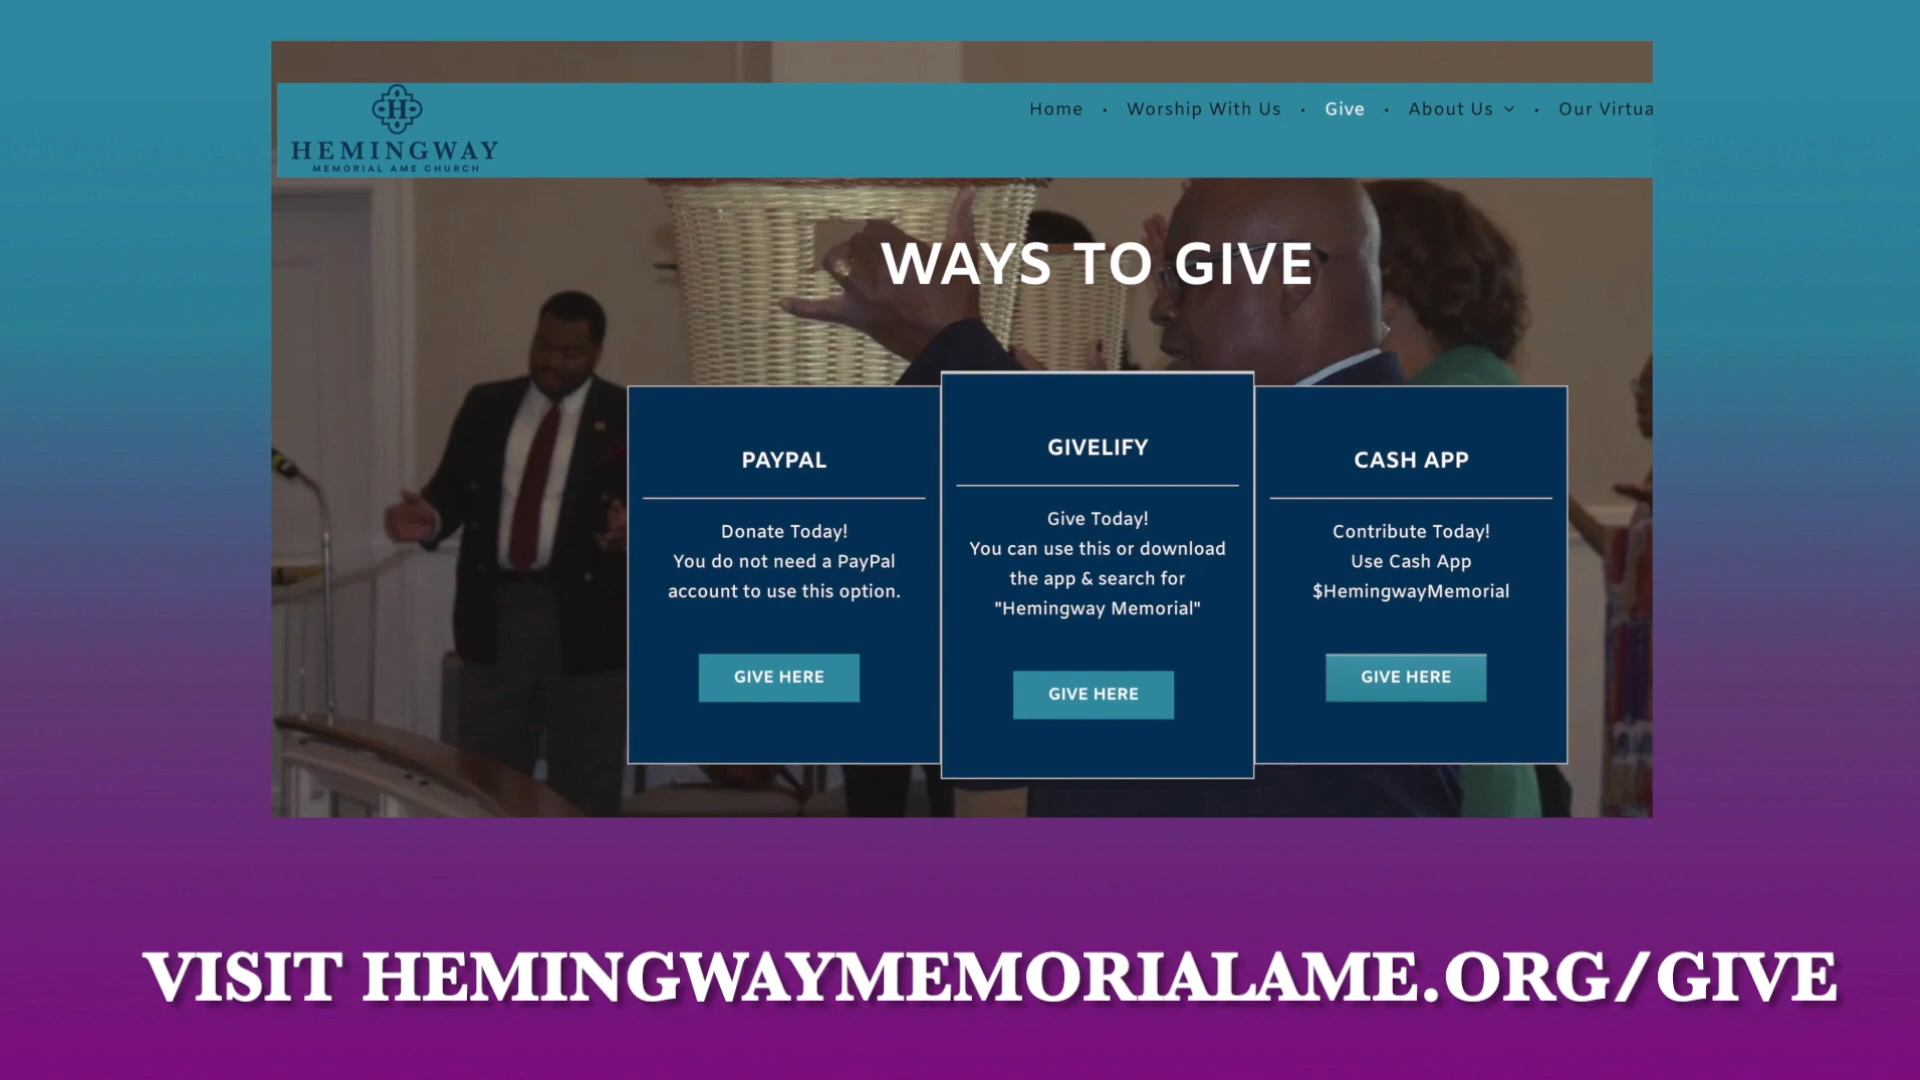 H
HEMINGWAY
MEMORIAL AME CHURCH
Home · Worship With Us · Give · About Us · Our Virtua
WAYS TO GIVE
PAYPAL
Donate Today!
You do not need a PayPal
account to use this option.
GIVE HERE
GIVELIFY
Give Today!
You can use this or download
the app & search for
"Hemingway Memorial"
GIVE HERE
CASH APP
Contribute Today!
Use Cash App
$HemingwayMemorial
GIVE HERE
VISIT HEMINGWAYMEMORIALAME.ORG/GIVE